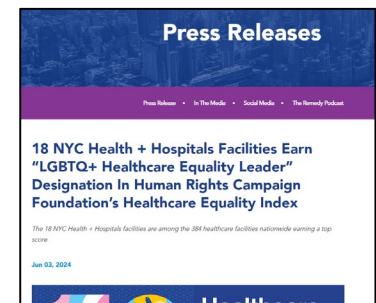 Press Releases
Press Release • In The Media • Social Media • The Remedy Podcast
18 NYC Health + Hospitals Facilities Earn
“LGBTQ+ Healthcare Equality Leader”
Designation In Human Rights Campaign
Foundation’s Healthcare Equality Index
The 18 NYC Health + Hospitals facilities are among the 384 healthcare facilities nationwide earning a top
score
Jun 03, 2024